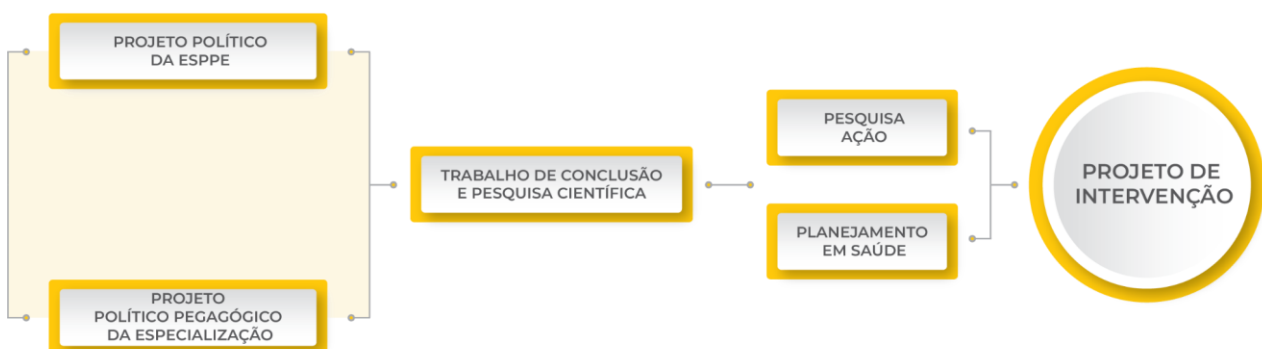 PROJETO POLÍTICO
DA ESPPE
PROJETO
POLÍTICO PEGAGÓGICO
DA ESPECIALIZAÇÃO
TRABALHO DE CONCLUSÃO
E PESQUISA CIENTÍFICA
PESQUISA
AÇÃO
PLANEJAMENTO
EM SAÚDE
PROJETO DE
INTERVENÇÃO